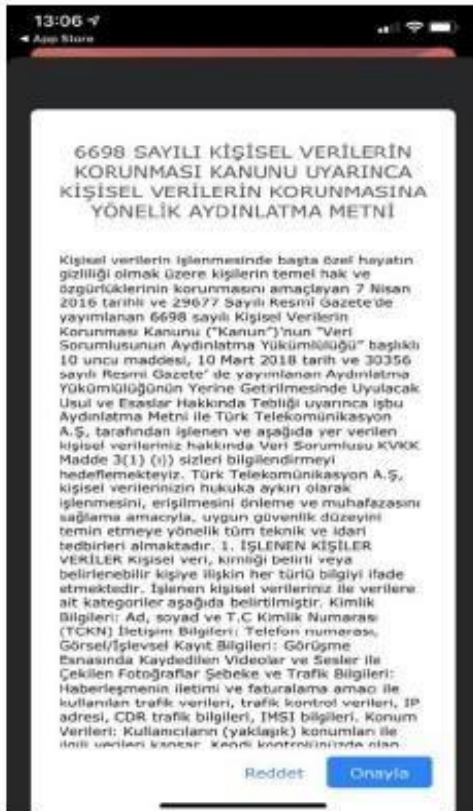 13:06
◄ App Store
6698 SAYILI KİŞİSEL VERİLERİN
KORUNMASI KANUNU UYARINCA
KİŞİSEL VERİLERİN KORUNMASINA
YÖNELİK AYDINLATMA METNİ
Kişisel verilerin işlenmesinde başta özel hayatın
gizliliği olmak üzere kişilerin temel hak ve
özgürlüklerinin korunmasını amaçlayan 7 Nisan
2016 tarihli ve 29677 Sayılı Resmî Gazete'de
yayımlanan 6698 sayılı Kişisel Verilerin
Korunması Kanunu ("Kanun")'nun "Veri
Sorumlusunun Aydınlatma Yükümlülüğü" başlıklı
10 uncu maddesi, 10 Mart 2018 tarih ve 30356
sayılı Resmi Gazete' de yayımlanan Aydınlatma
Yükümlülüğünün Yerine Getirilmesinde Uyulacak
Usul ve Esaslar Hakkında Tebliği uyarınca işbu
Aydınlatma Metni ile Türk Telekomünikasyon
A.Ş, tarafından işlenen ve aşağıda yer verilen
kişisel verileriniz hakkında Veri Sorumlusu KVKK
Madde 3(1) (ı)) sizleri bilgilendirmeyi
hedeflemekteyiz. Türk Telekomünikasyon A.Ş,
kişisel verilerinizin hukuka aykırı olarak
işlenmesini, erişilmesini önleme ve muhafazasını
sağlama amacıyla, uygun güvenlik düzeyini
temin etmeye yönelik tüm teknik ve idari
tedbirleri almaktadır. 1. İŞLENEN KİŞİLER
VERİLER Kişisel veri, kimliği belirli veya
belirlenebilir kişiye ilişkin her türlü bilgiyi ifade
etmektedir. İşlenen kişisel verileriniz ile verilere
ait kategoriler aşağıda belirtilmiştir. Kimlik
Bilgileri: Ad, soyad ve T.C Kimlik Numarası
(TCKN) İletişim Bilgileri: Telefon numarası,
Görsel/İşlevsel Kayıt Bilgileri: Görüşme
Esnasında Kaydedilen Videolar ve Sesler ile
Çekilen Fotoğraflar Şebeke ve Trafik Bilgileri:
Haberleşmenin iletimi ve faturalama amacı ile
kullanılan trafik verileri, trafik kontrol verileri, IP
adresi, CDR trafik bilgileri, IMSI bilgileri. Konum
Verileri: Kullanıcıların (yaklaşık) konumları ile
ilgili verileri kapsar. Kendi kontrolünüzde olan
Reddet
Onayla